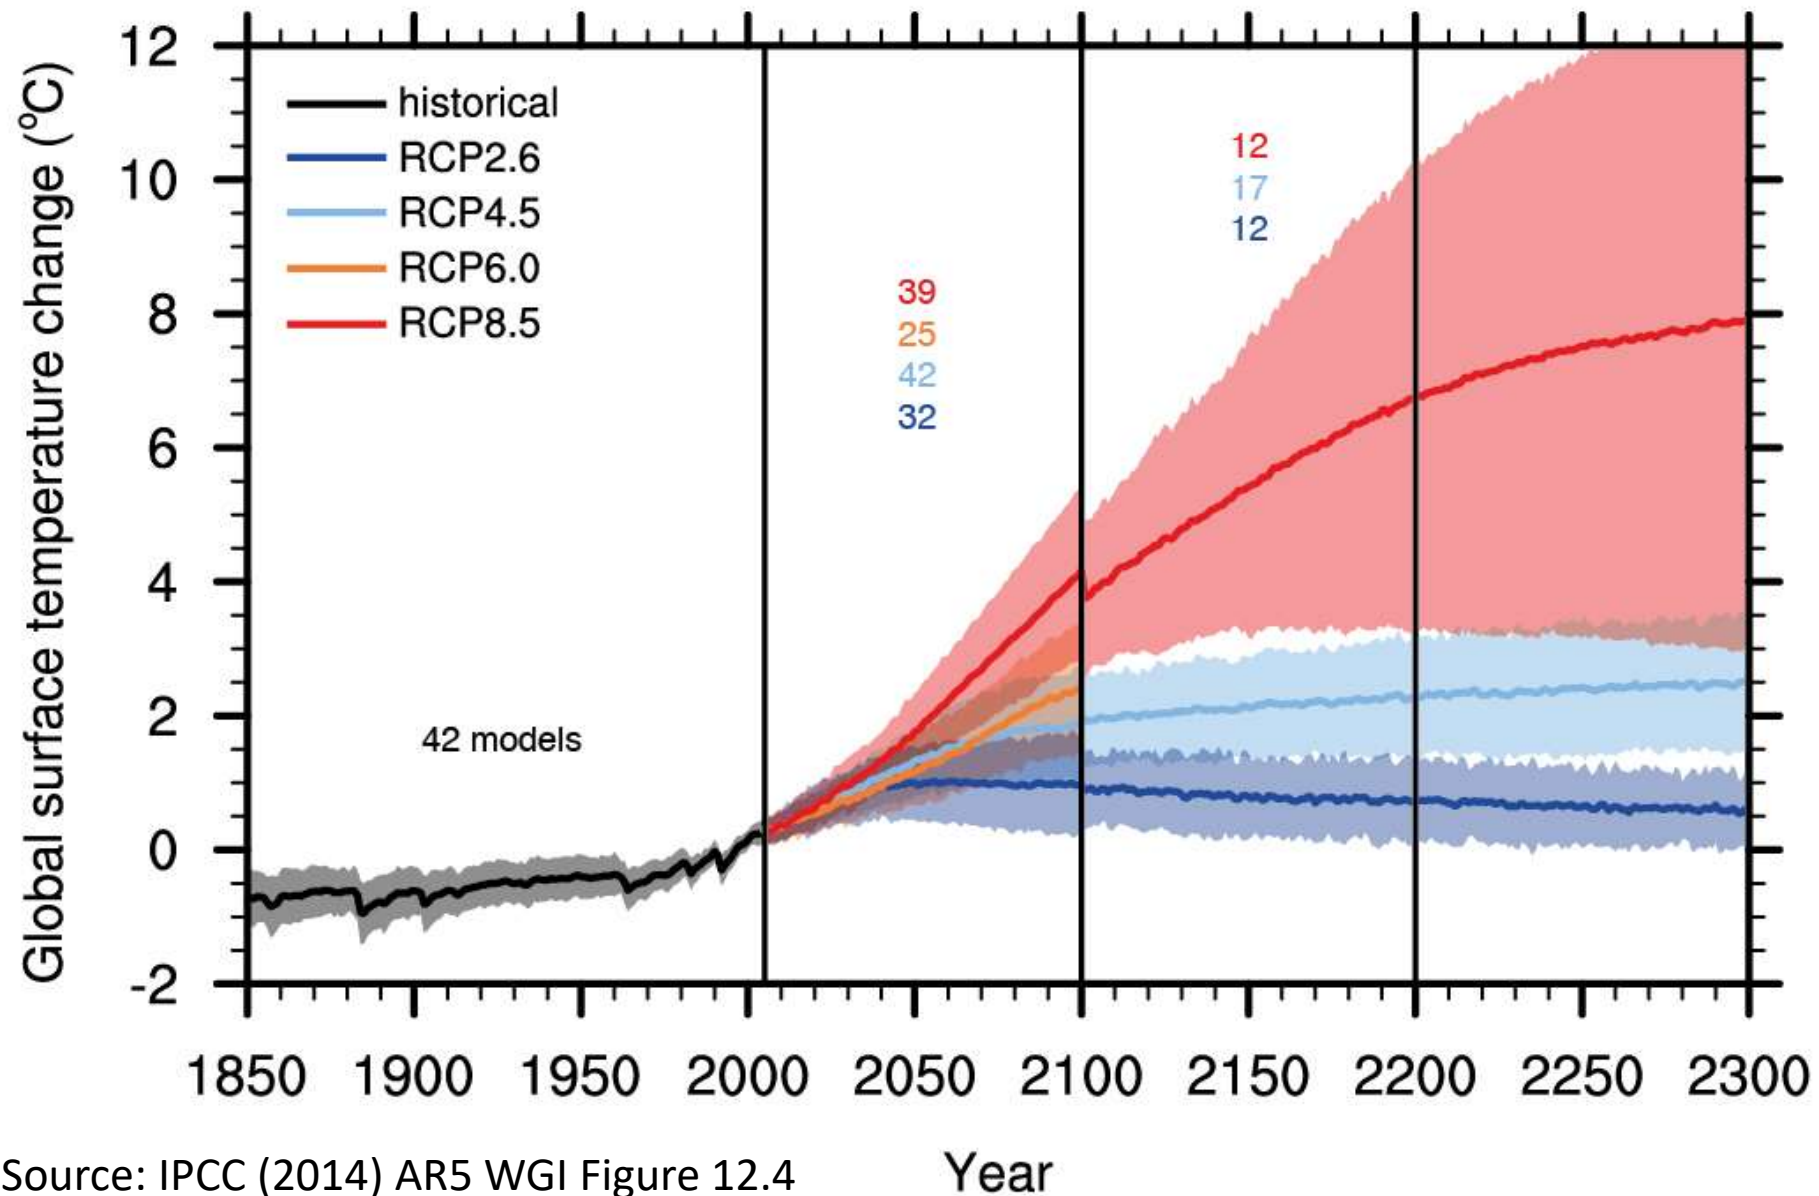 Global surface temperature change (°C)
12
10
8
6
4
2
0
-2
historical
RCP2.6
RCP4.5
RCP6.0
RCP8.5
42 models
39
25
42
32
12
17
12
1850 1900 1950 2000 2050 2100 2150 2200 2250 2300
Year
Source: IPCC (2014) AR5 WGI Figure 12.4